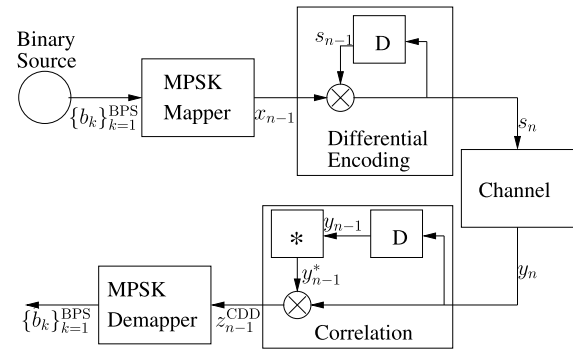 Binary
Source
MPSK
Mapper
{b_k}_{k=1}^{BPS}
x_{n-1}
s_{n-1}
D
Differential
Encoding
s_n
Channel
y_n
*
y_{n-1}
D
y^*_{n-1}
Correlation
z_{n-1}^{CDD}
MPSK
Demapper
{b_k}_{k=1}^{BPS}